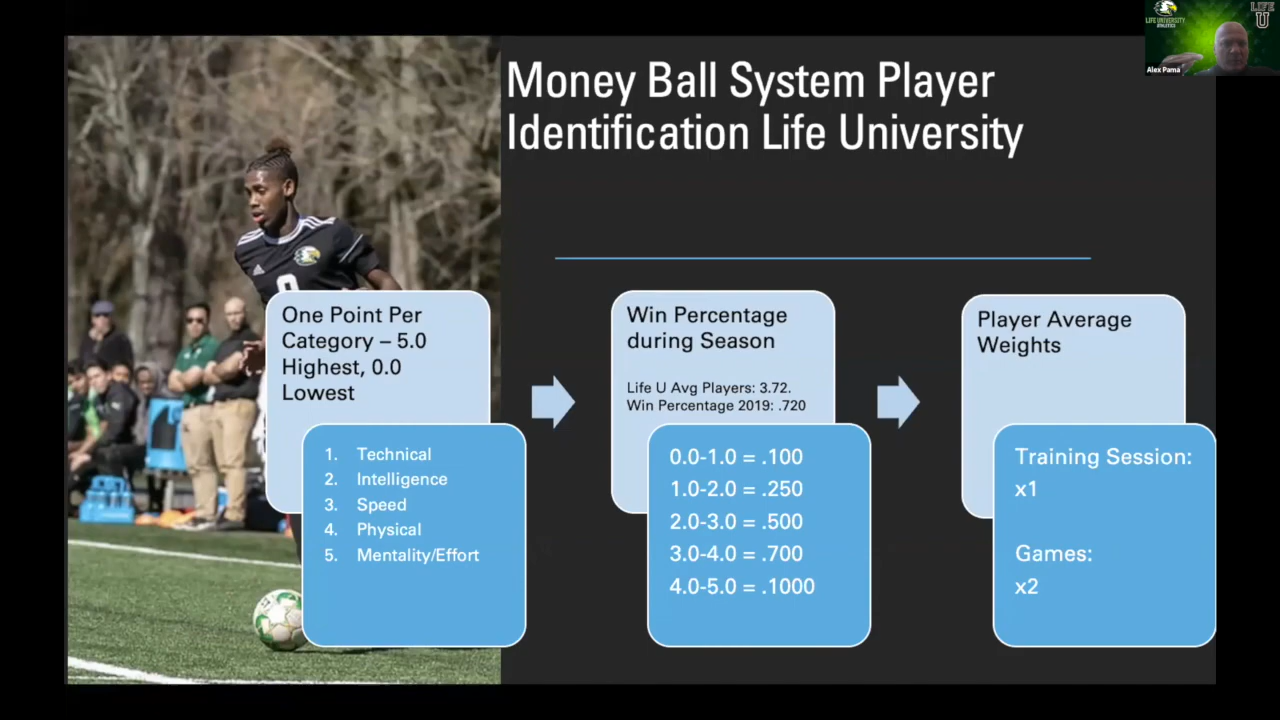 Money Ball System Player
Identification Life University
One Point Per
Category – 5.0
Highest, 0.0
Lowest
1. Technical
2. Intelligence
3. Speed
4. Physical
5. Mentality/Effort
Win Percentage
during Season
Life U Avg Players: 3.72.
Win Percentage 2019: .720
0.0-1.0 = .100
1.0-2.0 = .250
2.0-3.0 = .500
3.0-4.0 = .700
4.0-5.0 = .1000
Player Average
Weights
Training Session:
x1
Games:
x2
LIFE UNIVERSITY
ATHLETICS
LIFE
U
Alex Pama